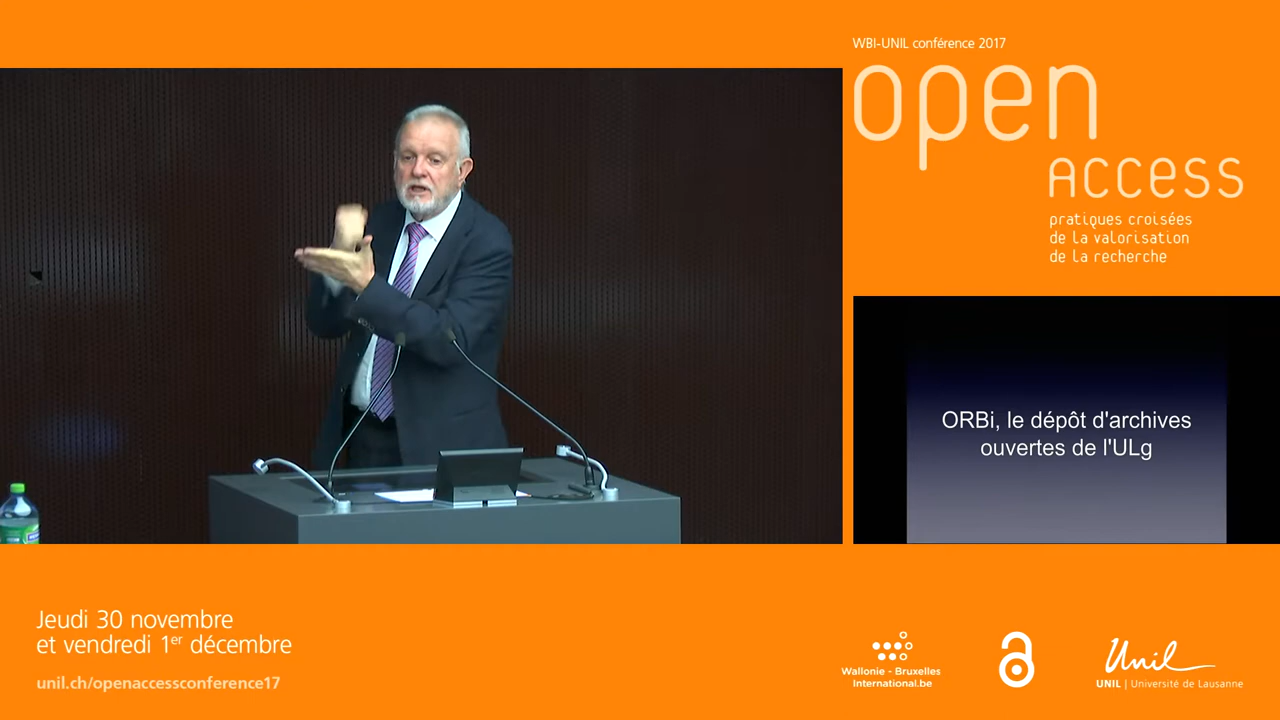 WBI-UNIL conférence 2017
open
access
pratiques croisées
de la valorisation
de la recherche
ORBi, le dépôt d'archives
ouvertes de l'ULg
Jeudi 30 novembre
et vendredi 1er décembre
unil.ch/openaccessconference17
Wallonie - Bruxelles
International.be
Unil
UNIL | Université de Lausanne